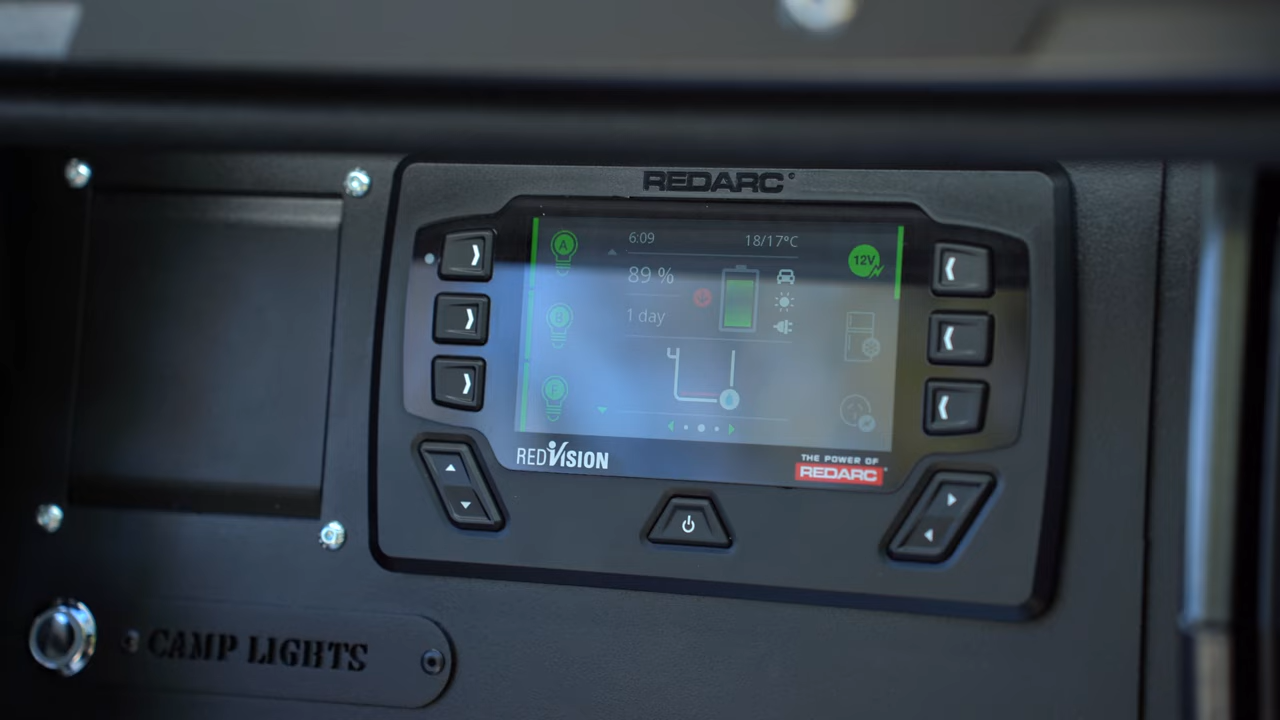 REDARC
A
6:09
18/17°C
12V
89 %
1 day
B
F
REDVISION
THE POWER OF
REDARC
CAMP LIGHTS